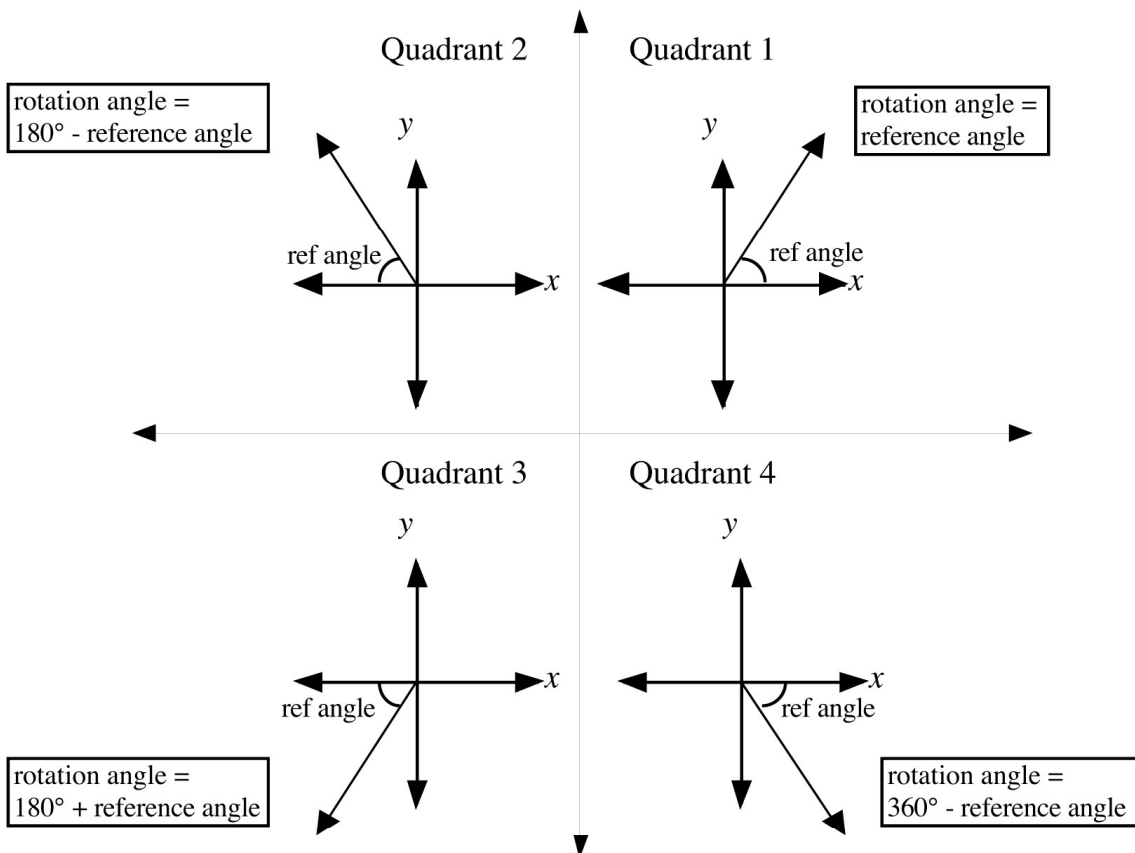 Quadrant 2
Quadrant 1
rotation angle =
180° - reference angle
rotation angle =
reference angle
y
y
ref angle
x
ref angle
x
Quadrant 3
Quadrant 4
y
y
ref angle
x
ref angle
x
rotation angle =
180° + reference angle
rotation angle =
360° - reference angle